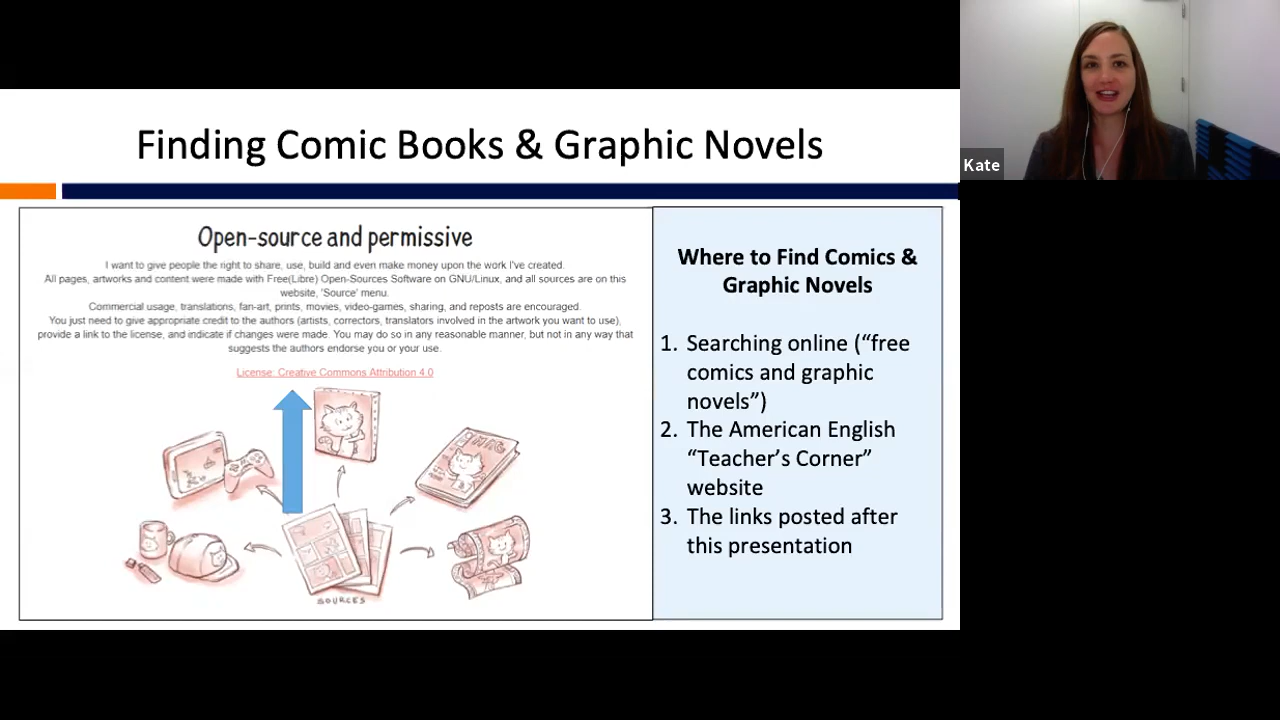 Finding Comic Books & Graphic Novels
Kate
Open-source and permissive
I want to give people the right to share, use, build and even make money upon the work I've created.
All pages, artworks and content were made with Free(Libre) Open-Sources Software on GNU/Linux, and all sources are on this
website, 'Source' menu.
Commercial usage, translations, fan-art, prints, movies, video-games, sharing, and reposts are encouraged.
You just need to give appropriate credit to the authors (artists, correctors, translators involved in the artwork you want to use),
provide a link to the license, and indicate if changes were made. You may do so in any reasonable manner, but not in any way that
suggests the authors endorse you or your use.
License: Creative Commons Attribution 4.0
SOURCES
Where to Find Comics &
Graphic Novels
1. Searching online (“free
comics and graphic
novels”)
2. The American English
“Teacher’s Corner”
website
3. The links posted after
this presentation